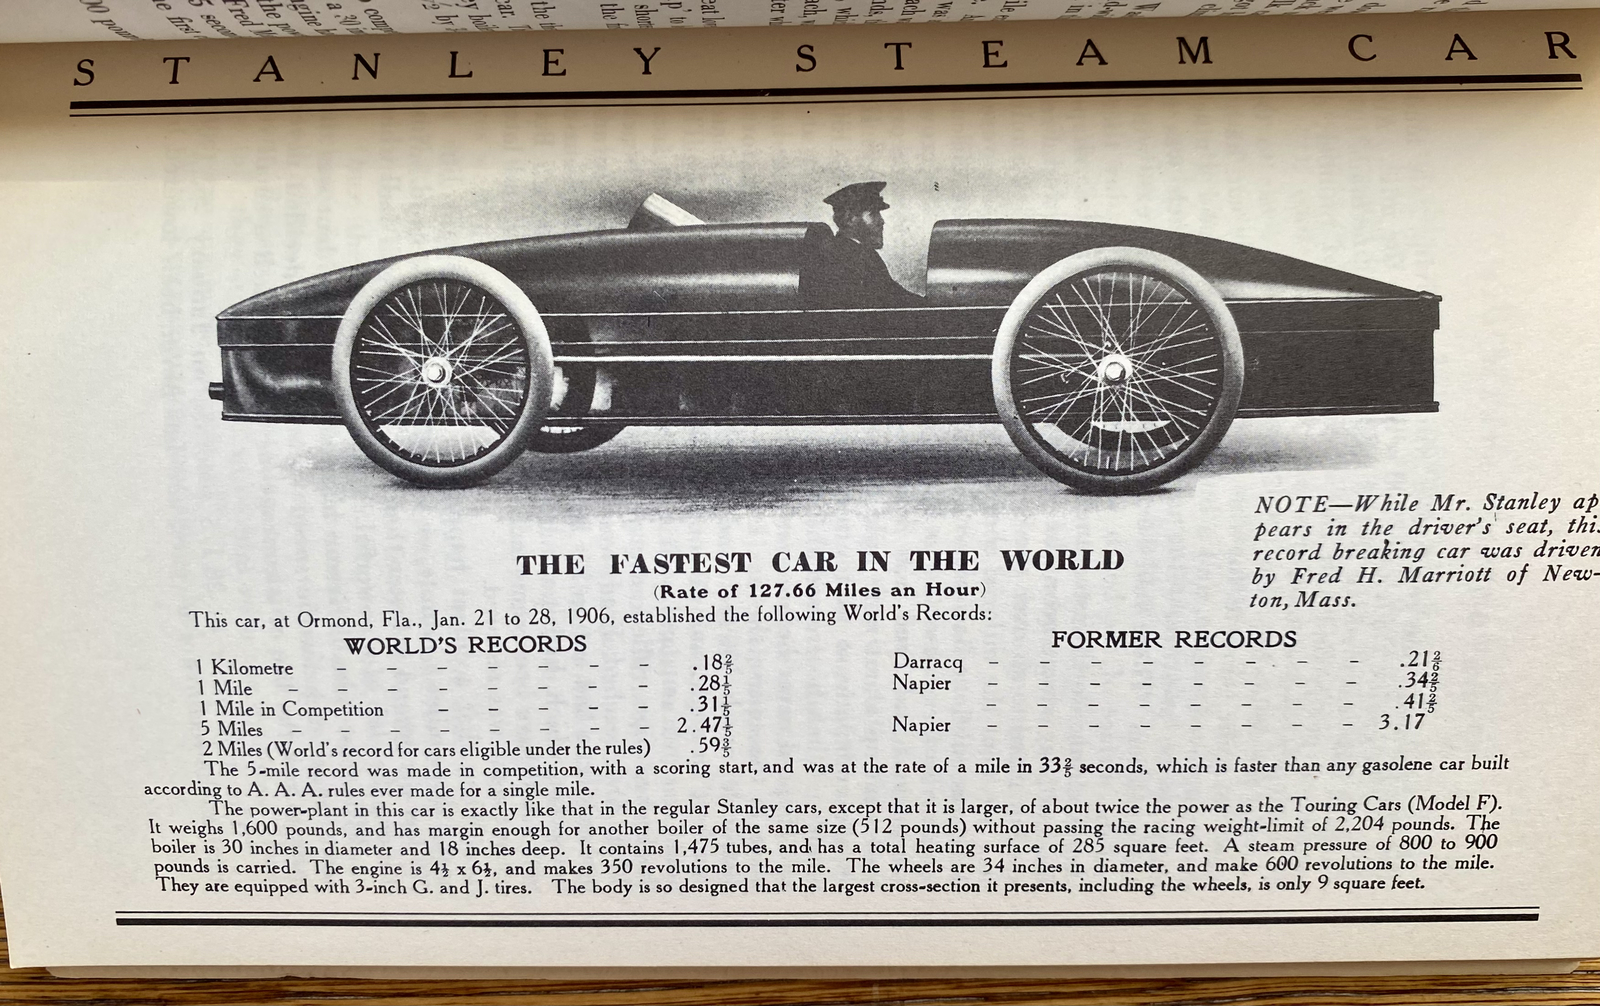 STANLEY STEAM CAR
THE FASTEST CAR IN THE WORLD
(Rate of 127.66 Miles an Hour)
NOTE—While Mr. Stanley ap
pears in the driver's seat, this
record breaking car was driven
by Fred H. Marriott of New-
ton, Mass.
This car, at Ormond, Fla., Jan. 21 to 28, 1906, established the following World's Records:
WORLD'S RECORDS
1 Kilometre - - - - - - - .18⅖
1 Mile - - - - - - - - .28⅕
1 Mile in Competition - - - - - .31⅕
5 Miles - - - - - - - - 2.47⅕
2 Miles (World's record for cars eligible under the rules) .59⅗
FORMER RECORDS
Darracq - - - - - - - - .21⅖
Napier - - - - - - - - .34⅖
- - - - - - - - .41⅖
Napier - - - - - - - - 3.17
The 5-mile record was made in competition, with a scoring start, and was at the rate of a mile in 33⅖ seconds, which is faster than any gasolene car built
according to A. A. A. rules ever made for a single mile.
The power-plant in this car is exactly like that in the regular Stanley cars, except that it is larger, of about twice the power as the Touring Cars (Model F).
It weighs 1,600 pounds, and has margin enough for another boiler of the same size (512 pounds) without passing the racing weight-limit of 2,204 pounds. The
boiler is 30 inches in diameter and 18 inches deep. It contains 1,475 tubes, and has a total heating surface of 285 square feet. A steam pressure of 800 to 900
pounds is carried. The engine is 4½ x 6½, and makes 350 revolutions to the mile. The wheels are 34 inches in diameter, and make 600 revolutions to the mile.
They are equipped with 3-inch G. and J. tires. The body is so designed that the largest cross-section it presents, including the wheels, is only 9 square feet.